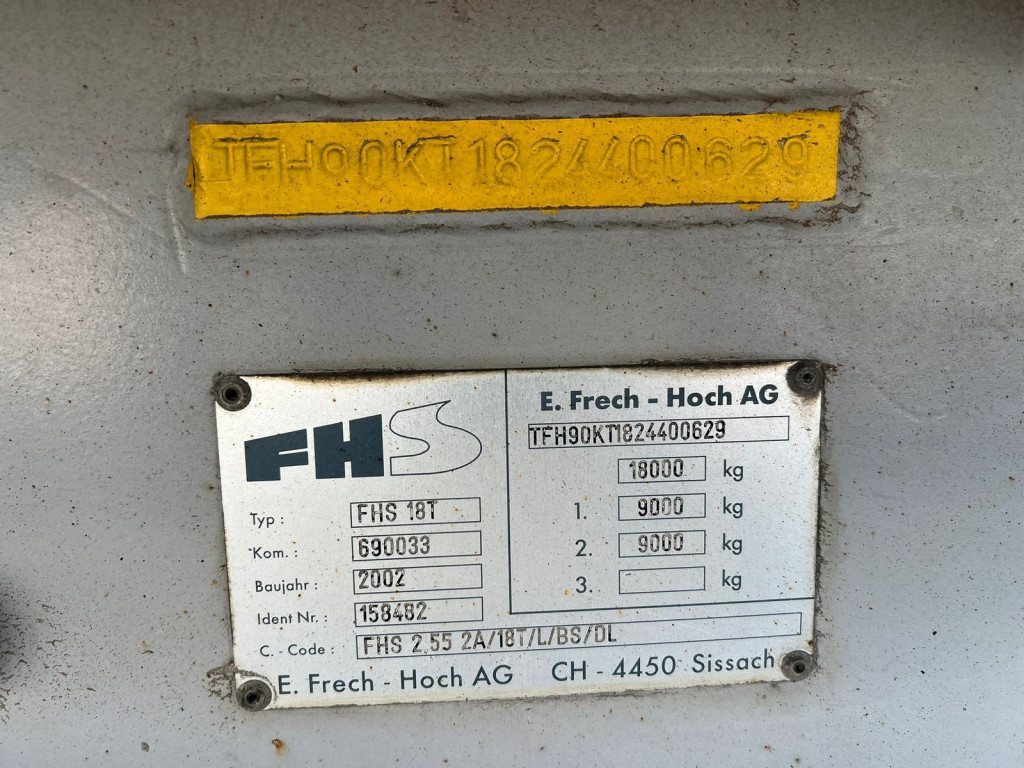 TFH90KT1824400629
FHS
Typ : FHS 18T
Kom. : 690033
Baujahr : 2002
Ident Nr. : 158482
C. - Code : FHS 2,55 2A/18T/L/BS/DL
E. Frech - Hoch AG
TFH90KT1824400629
18000 kg
1. 9000 kg
2. 9000 kg
3. kg
E. Frech - Hoch AG CH - 4450 Sissach